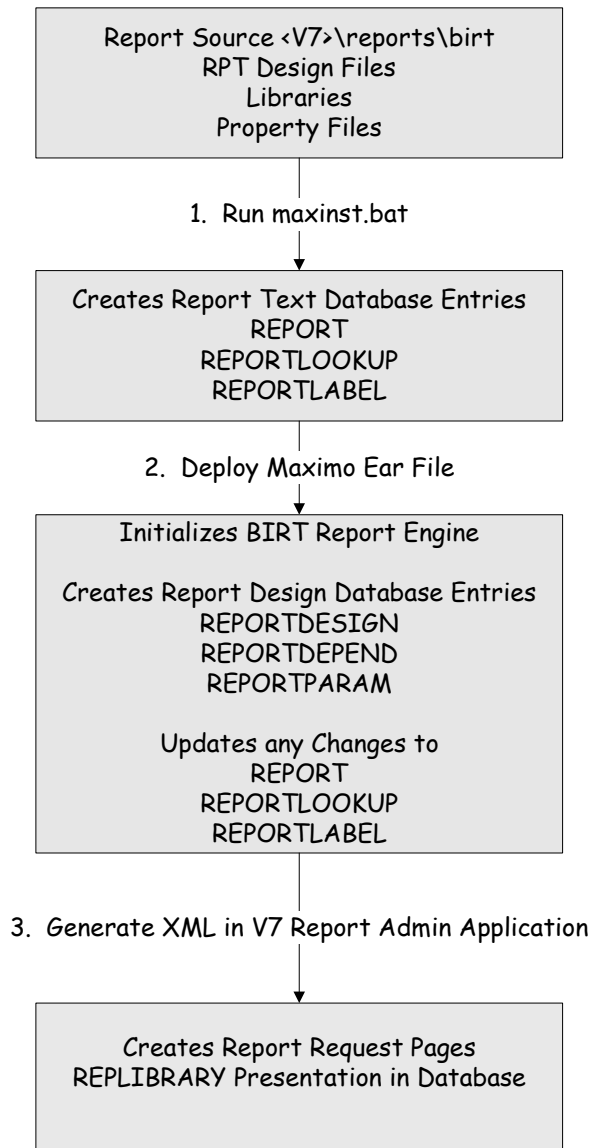 Report Source <V7>\reports\birt
RPT Design Files
Libraries
Property Files
1. Run maxinst.bat
Creates Report Text Database Entries
REPORT
REPORTLOOKUP
REPORTLABEL
2. Deploy Maximo Ear File
Initializes BIRT Report Engine
Creates Report Design Database Entries
REPORTDESIGN
REPORTDEPEND
REPORTPARAM
Updates any Changes to
REPORT
REPORTLOOKUP
REPORTLABEL
3. Generate XML in V7 Report Admin Application
Creates Report Request Pages
REPLIBRARY Presentation in Database